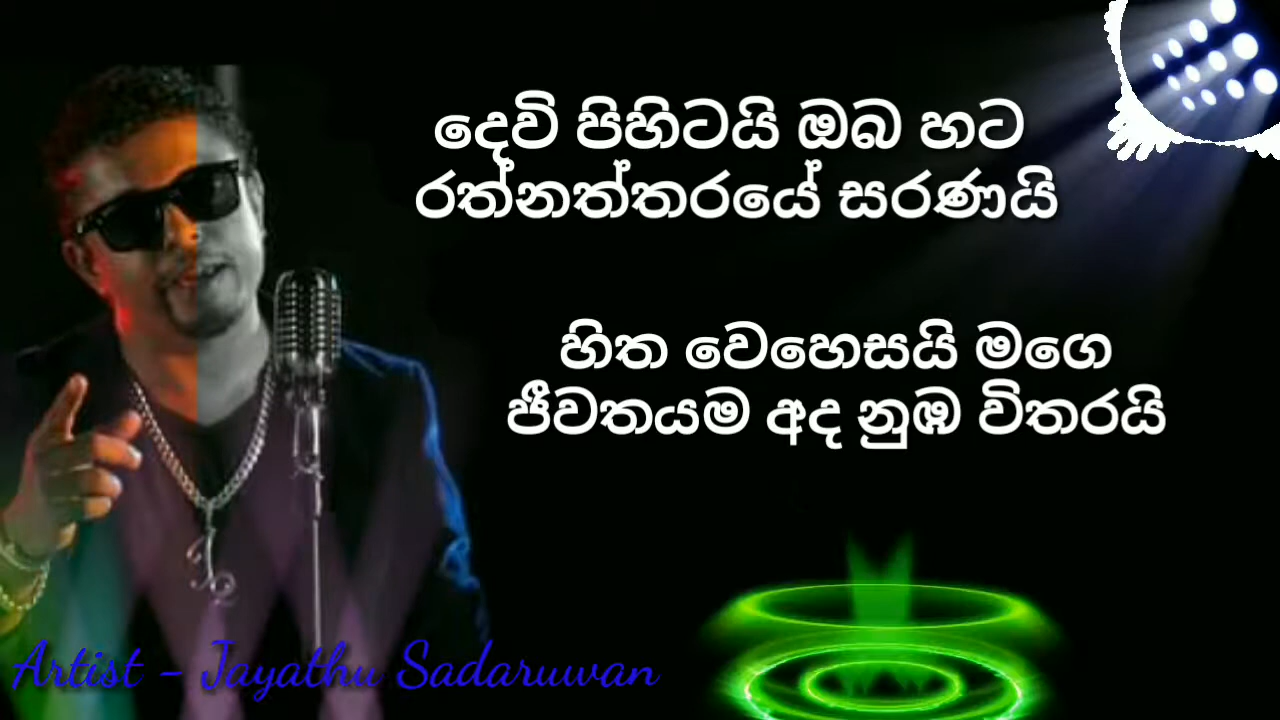 දෙවි පිහිටයි ඔබ හට
රත්නත්තරයේ සරණයි
හිත වෙහෙසයි මගෙ
ජීවතයම අද නුඹ විතරයි
Artist - Jayathu Sadaruwan